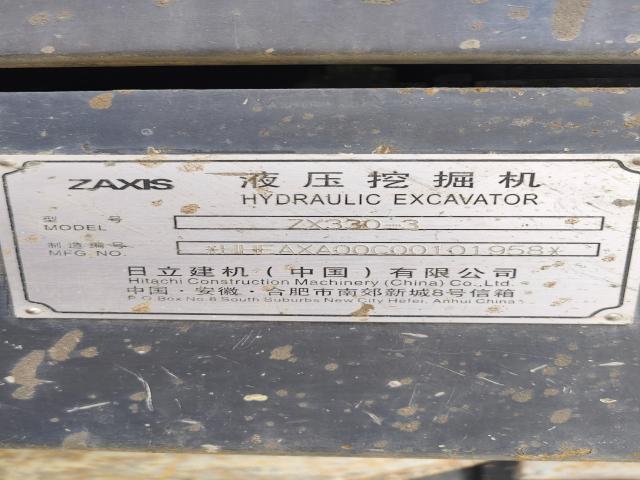 ZAXIS 液压挖掘机
HYDRAULIC EXCAVATOR
型 号
MODEL ZX330-3
制造编号
MFG NO. *HHEAXA00C00101958*
日立建机（中国）有限公司
Hitachi Construction Machinery (China) Co., Ltd.
中国·安徽·合肥市南郊新城8号信箱
P.O.Box No.8 South Suburbs New City Hefei, Anhui China